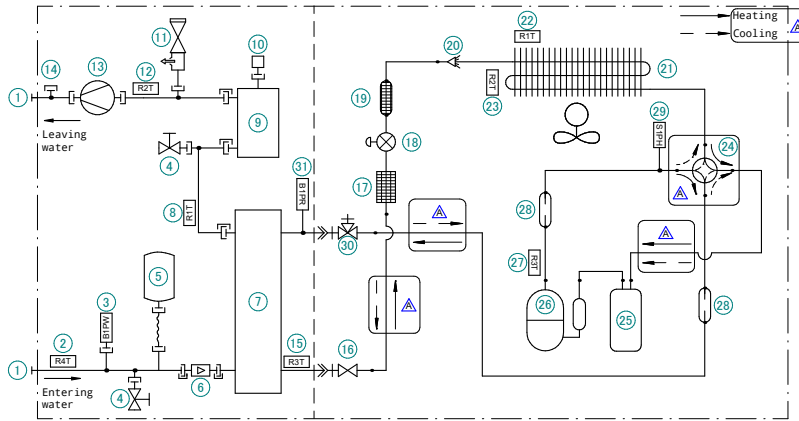 22
R1T
Heating
Cooling
A
11
10
20
21
14
13
12
R2T
R2T
23
19
29
S1PH
1
Leaving
water
9
18
24
4
31
17
A
8
R1T
B1PR
A
28
A
30
27
R3T
5
3
B1PW
7
A
26
25
28
2
R4T
15
R3T
16
1
6
Entering
water
4